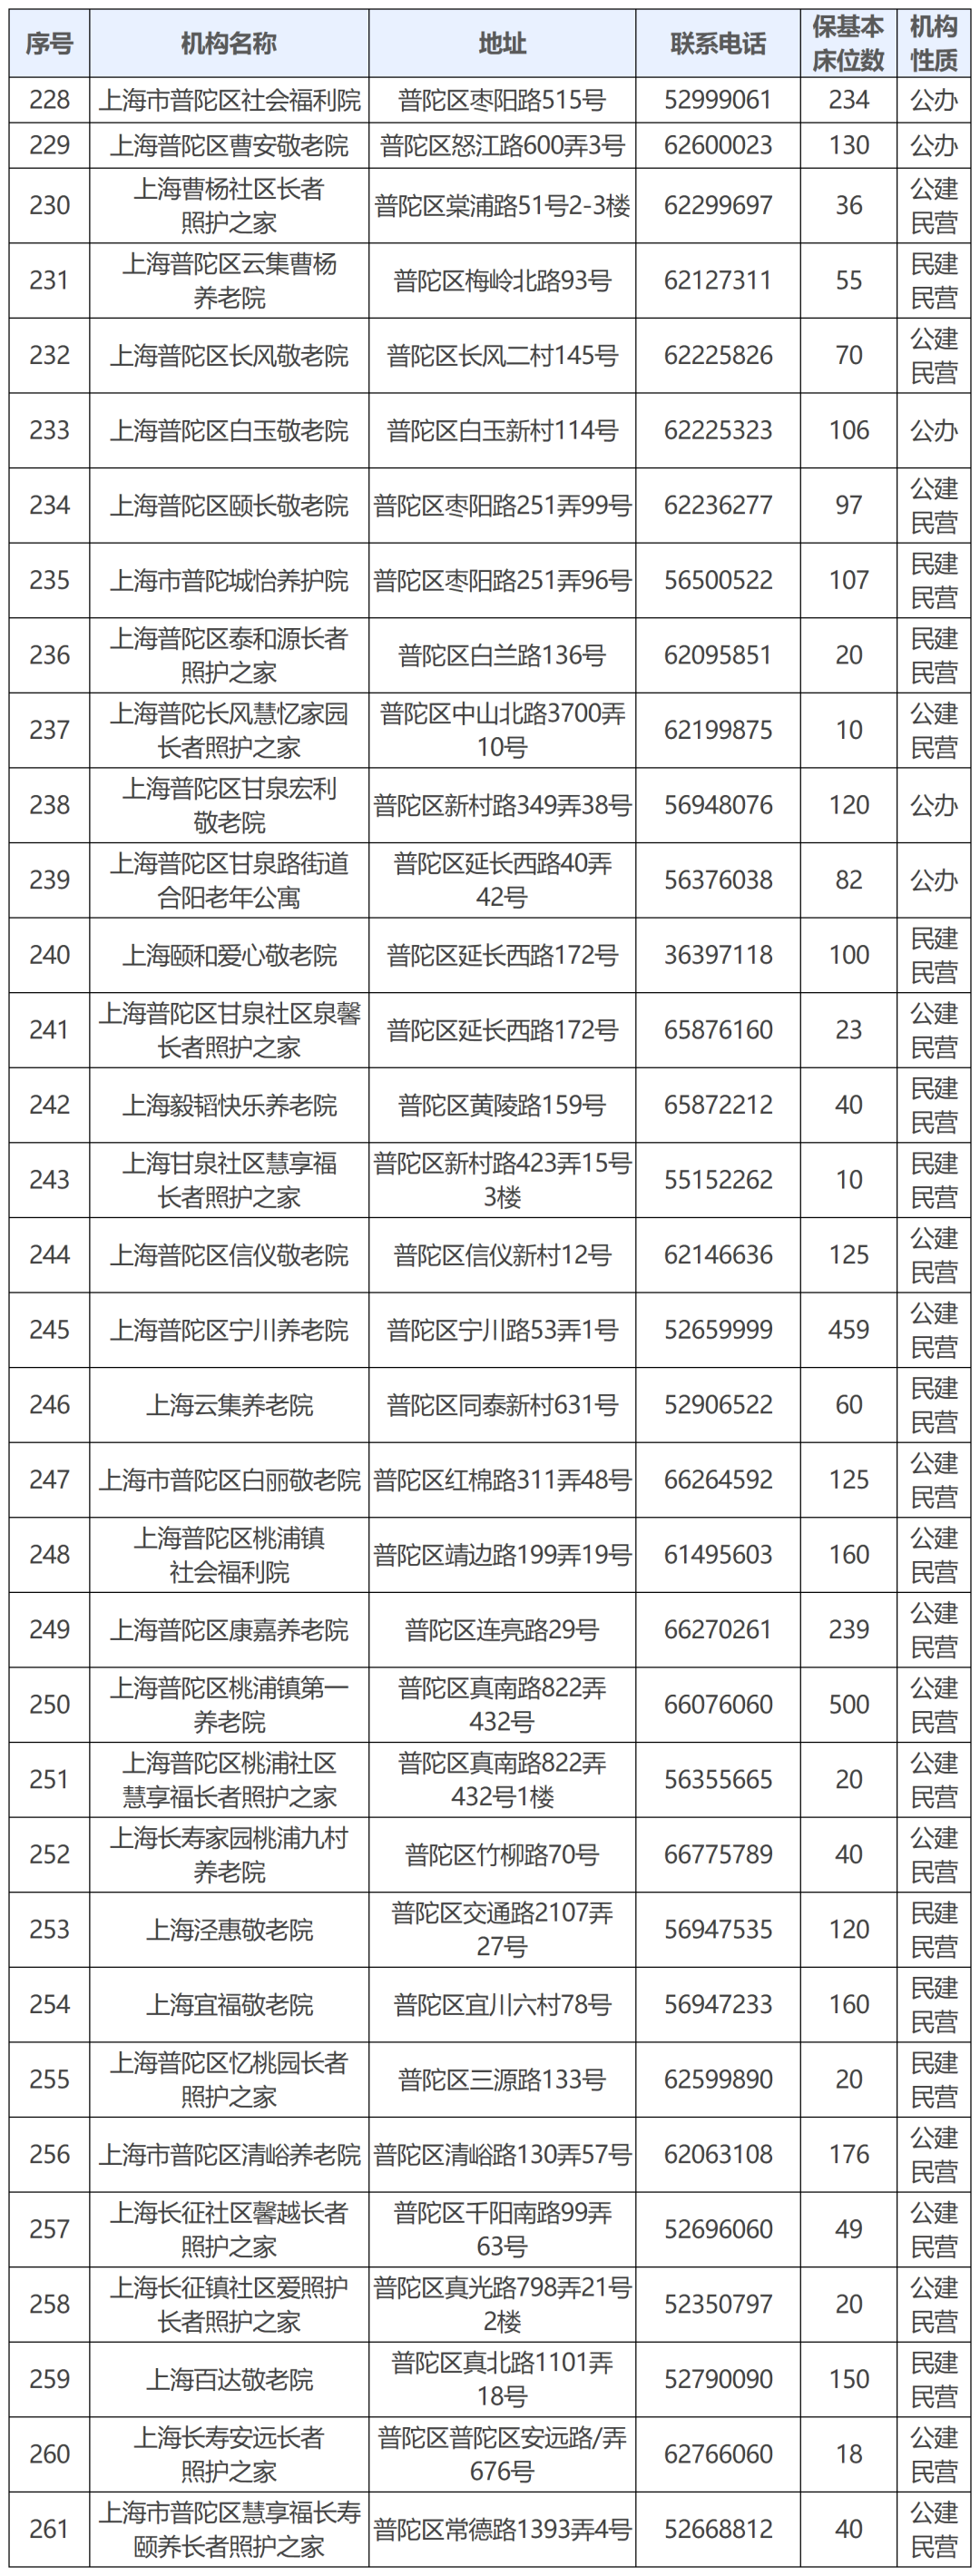 序号 机构名称 地址 联系电话 保基本床位数 机构性质
228 上海市普陀区社会福利院 普陀区枣阳路515号 52999061 234 公办
229 上海普陀区曹安敬老院 普陀区怒江路600弄3号 62600023 130 公办
230 上海曹杨社区长者照护之家 普陀区棠浦路51号2-3楼 62299697 36 公建民营
231 上海普陀区云集曹杨养老院 普陀区梅岭北路93号 62127311 55 民建民营
232 上海普陀区长风敬老院 普陀区长风二村145号 62225826 70 公建民营
233 上海普陀区白玉敬老院 普陀区白玉新村114号 62225323 106 公办
234 上海普陀区颐长敬老院 普陀区枣阳路251弄99号 62236277 97 公建民营
235 上海市普陀城怡养护院 普陀区枣阳路251弄96号 56500522 107 民建民营
236 上海普陀区泰和源长者照护之家 普陀区白兰路136号 62095851 20 民建民营
237 上海普陀长风慧忆家园长者照护之家 普陀区中山北路3700弄10号 62199875 10 公建民营
238 上海普陀区甘泉宏利敬老院 普陀区新村路349弄38号 56948076 120 公办
239 上海普陀区甘泉路街道合阳老年公寓 普陀区延长西路40弄42号 56376038 82 公办
240 上海颐和爱心敬老院 普陀区延长西路172号 36397118 100 民建民营
241 上海普陀区甘泉社区泉馨长者照护之家 普陀区延长西路172号 65876160 23 公建民营
242 上海毅韬快乐养老院 普陀区黄陵路159号 65872212 40 民建民营
243 上海甘泉社区慧享福长者照护之家 普陀区新村路423弄15号3楼 55152262 10 民建民营
244 上海普陀区信仪敬老院 普陀区信仪新村12号 62146636 125 公建民营
245 上海普陀区宁川养老院 普陀区宁川路53弄1号 52659999 459 公建民营
246 上海云集养老院 普陀区同泰新村631号 52906522 60 民建民营
247 上海市普陀区白丽敬老院 普陀区红棉路311弄48号 66264592 125 公建民营
248 上海普陀区桃浦镇社会福利院 普陀区靖边路199弄19号 61495603 160 公建民营
249 上海普陀区康嘉养老院 普陀区连亮路29号 66270261 239 公建民营
250 上海普陀区桃浦镇第一养老院 普陀区真南路822弄432号 66076060 500 公建民营
251 上海普陀区桃浦社区慧享福长者照护之家 普陀区真南路822弄432号1楼 56355665 20 公建民营
252 上海长寿家园桃浦九村养老院 普陀区竹柳路70号 66775789 40 公建民营
253 上海泾惠敬老院 普陀区交通路2107弄27号 56947535 120 民建民营
254 上海宜福敬老院 普陀区宜川六村78号 56947233 160 民建民营
255 上海普陀区忆桃园长者照护之家 普陀区三源路133号 62599890 20 民建民营
256 上海市普陀区清峪养老院 普陀区清峪路130弄57号 62063108 176 公建民营
257 上海长征社区馨越长者照护之家 普陀区千阳南路99弄63号 52696060 49 公建民营
258 上海长征镇社区爱照护长者照护之家 普陀区真光路798弄21号2楼 52350797 20 公建民营
259 上海百达敬老院 普陀区真北路1101弄18号 52790090 150 民建民营
260 上海长寿安远长者照护之家 普陀区普陀区安远路/弄676号 62766060 18 公建民营
261 上海市普陀区慧享福长寿颐养长者照护之家 普陀区常德路1393弄4号 52668812 40 公建民营